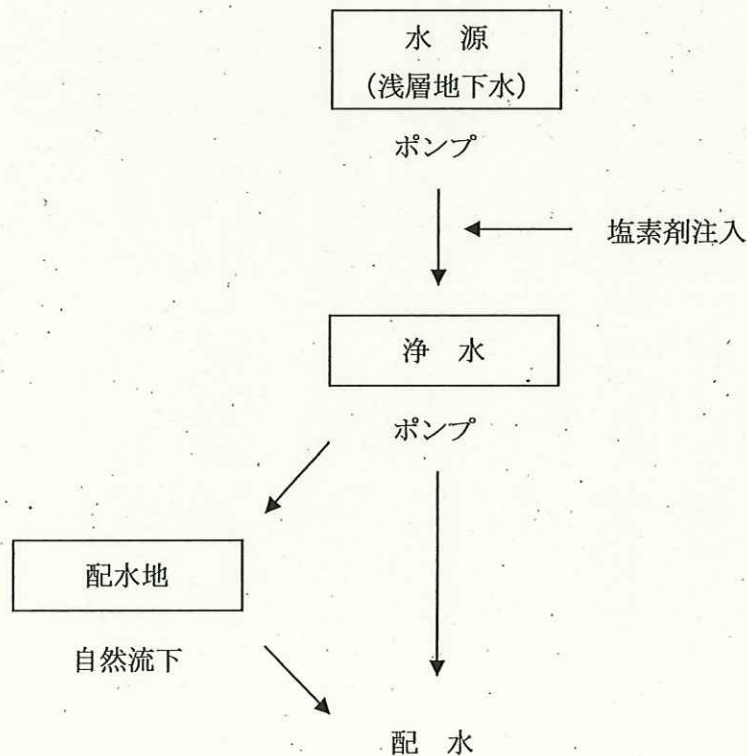 水 源
(浅層地下水)
ポンプ
塩素剤注入
浄 水
ポンプ
配水地
自然流下
配 水